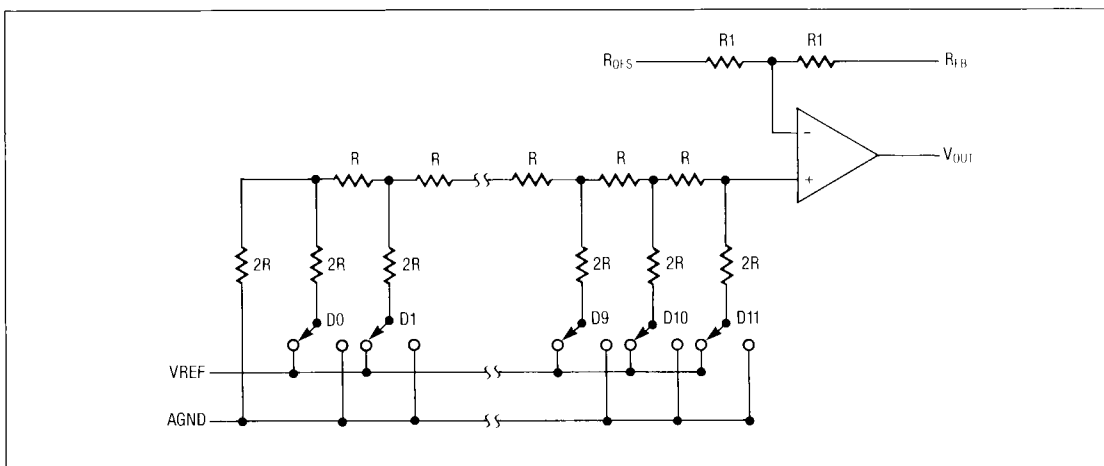 R1 R1
ROFS RFB
−
VOUT
+
R R R R R
2R 2R 2R 2R 2R 2R
D0 D1 D9 D10 D11
VREF
AGND